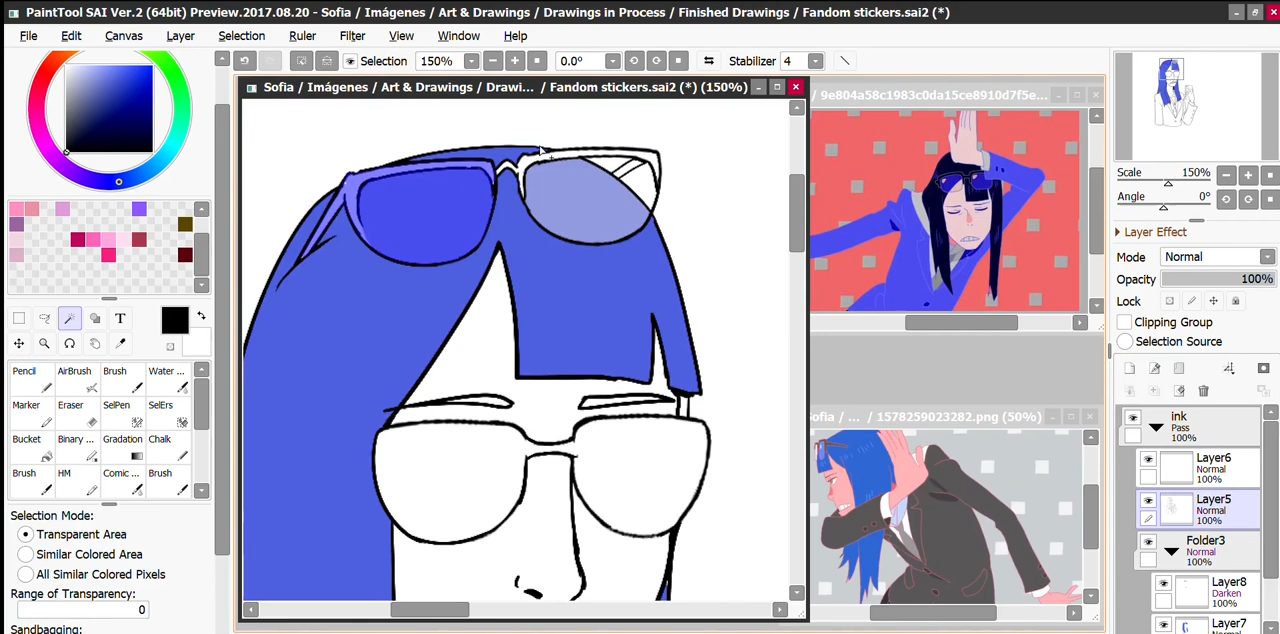 PaintTool SAI Ver.2 (64bit) Preview.2017.08.20 - Sofia / Imágenes / Art & Drawings / Drawings in Process / Finished Drawings / Fandom stickers.sai2 (*)
File Edit Canvas Layer Selection Ruler Filter View Window Help
Selection 150% 0.0° Stabilizer 4
Sofia / Imágenes / Art & Drawings / Drawi... / Fandom stickers.sai2 (*) (150%)
/ 9e804a58c1983c0da15ce8910d7f5e...
Scale 150%
Angle 0°
Layer Effect
Mode Normal
Opacity 100%
Lock
Clipping Group
Selection Source
T
Pencil AirBrush Brush Water ...
Marker Eraser SelPen SelErs
Bucket Binary ... Gradation Chalk
Brush HM Comic ... Brush
Selection Mode:
Transparent Area
Similar Colored Area
All Similar Colored Pixels
Range of Transparency:
0
Sandbagging:
Sofia / ... / 1578259023282.png (50%)
ink
Pass
100%
Layer6
Normal
100%
Layer5
Normal
100%
Folder3
Normal
100%
Layer8
Darken
100%
Layer7
Normal